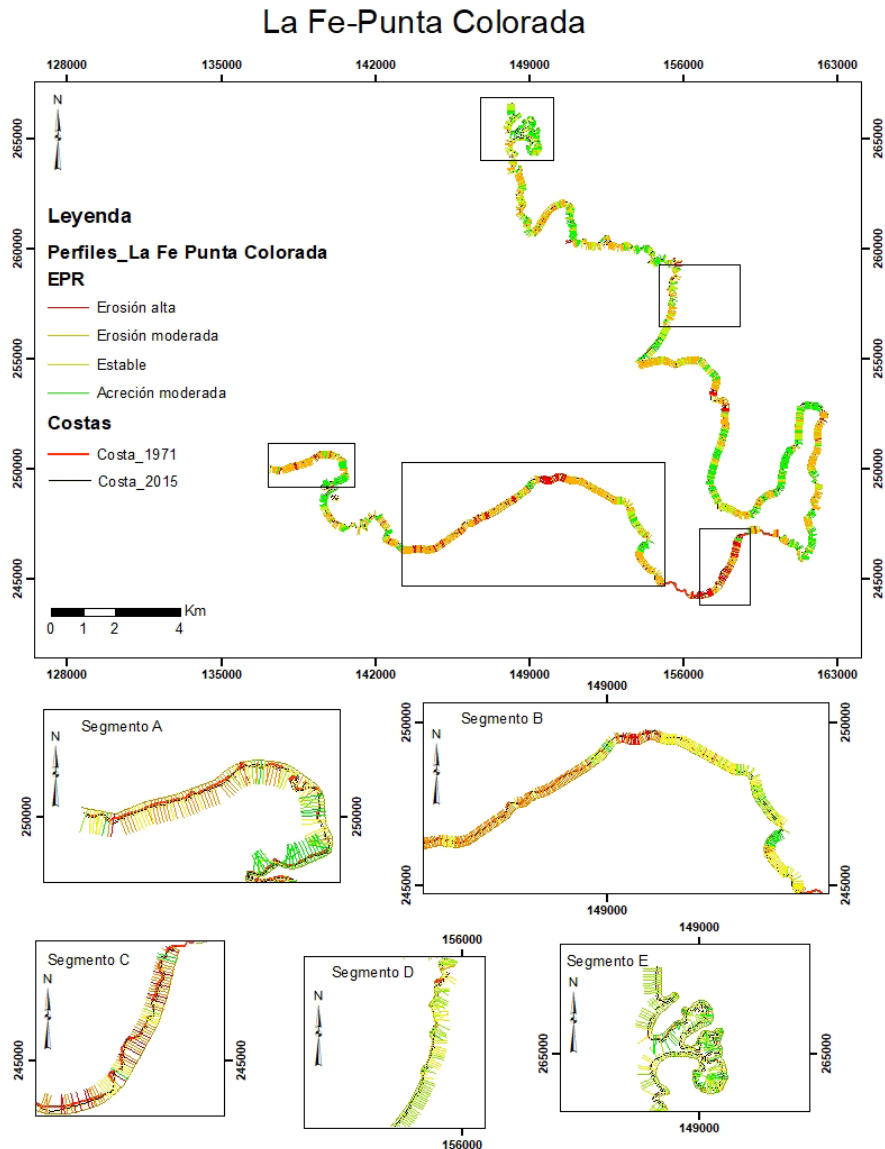 La Fe-Punta Colorada
128000 135000 142000 149000 156000 163000
N
265000 265000
Leyenda
260000 260000
Perfiles_La Fe Punta Colorada
EPR
Erosión alta
Erosión moderada
255000 255000
Estable
Acreción moderada
Costas
Costa_1971
250000 250000
Costa_2015
245000 245000
Km
0 1 2 4
128000 135000 142000 149000 156000 163000
149000
Segmento A
N
250000 250000
Segmento B
N
250000
245000 245000
149000
Segmento C
N
245000 245000
156000
Segmento D
N
156000
149000
Segmento E
N
265000 265000
149000